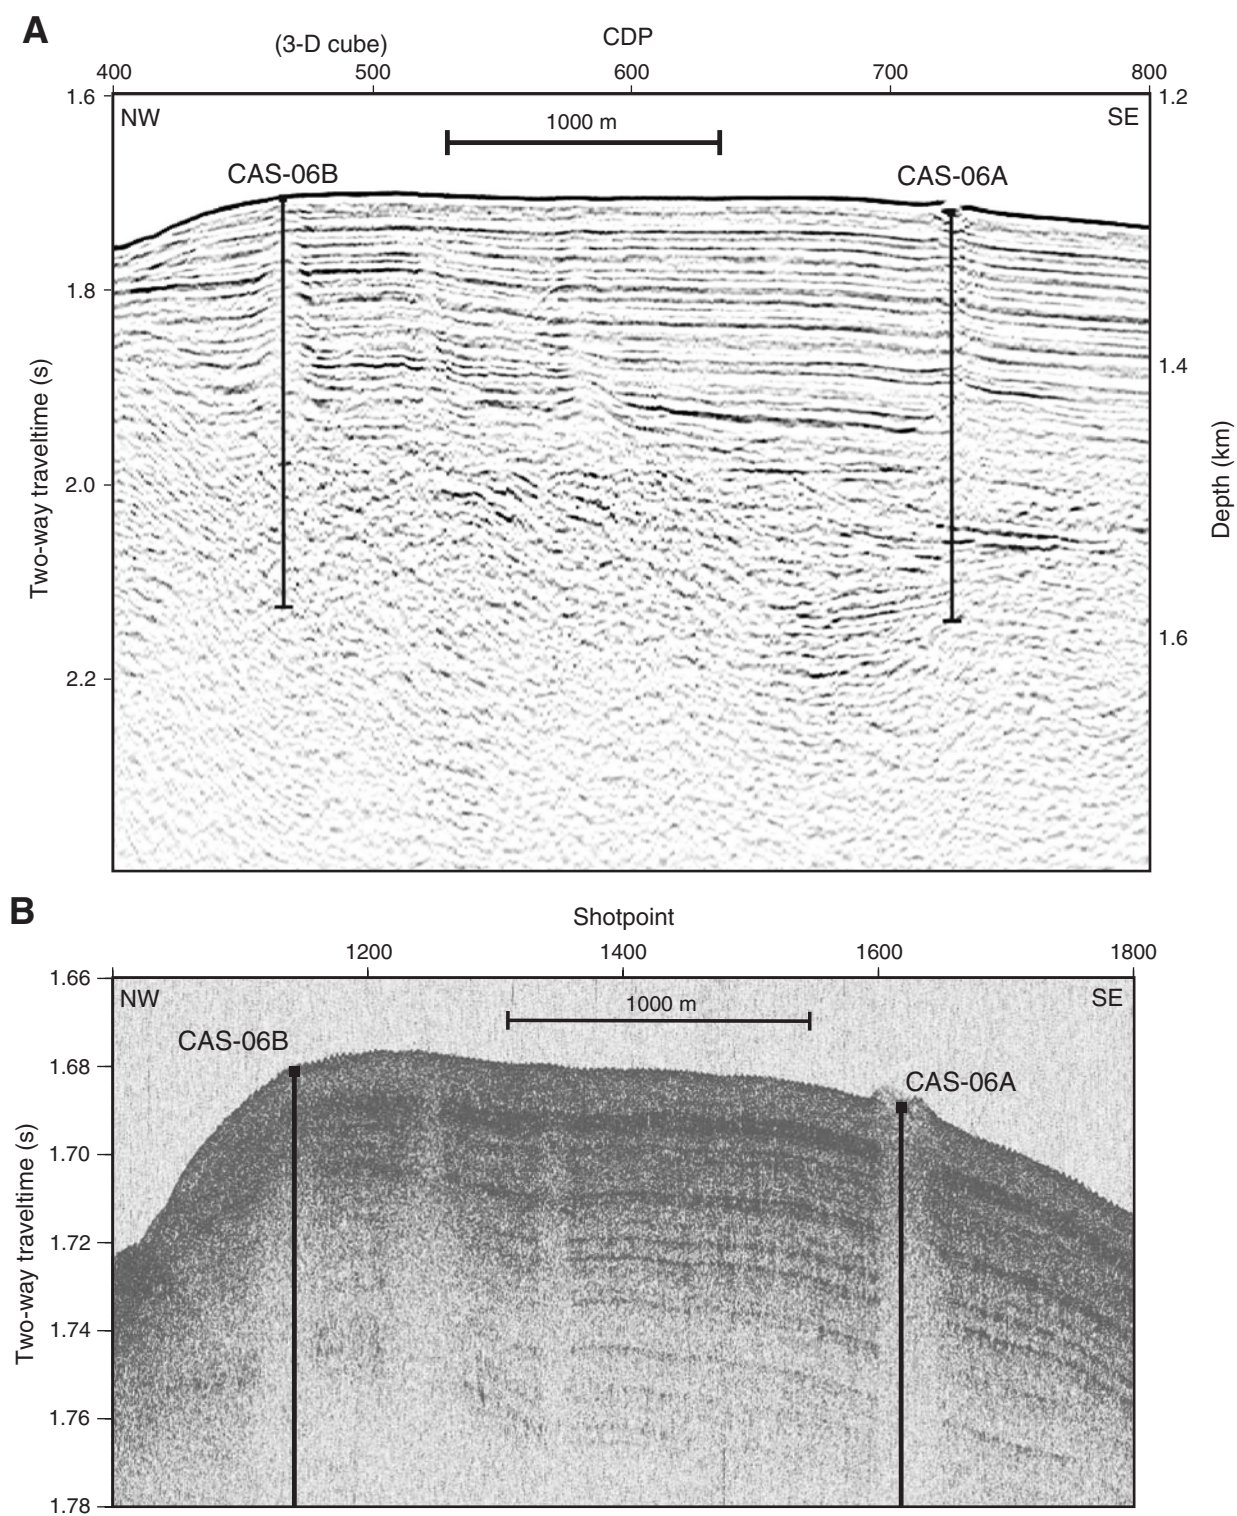 A
(3-D cube)
CDP
400 500 600 700 800
1.6
1.2
NW
SE
1000 m
CAS-06B
CAS-06A
1.8
1.4
2.0
1.6
2.2
Two-way traveltime (s)
Depth (km)
B
Shotpoint
1200 1400 1600 1800
1.66
NW
SE
1000 m
CAS-06B
CAS-06A
1.68
1.70
1.72
1.74
1.76
1.78
Two-way traveltime (s)